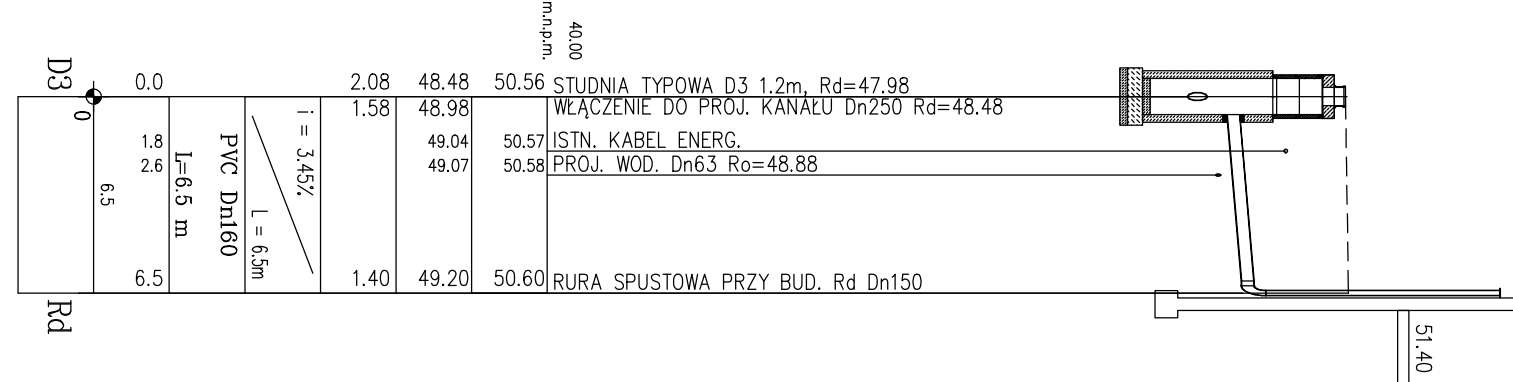 40.00
m.n.p.m.
D3
0.0 2.08 48.48 50.56 STUDNIA TYPOWA D3 1.2m, Rd=47.98
0
1.58 48.98 WŁĄCZENIE DO PROJ. KANAŁU Dn250 Rd=48.48
1.8 49.04 50.57 ISTN. KABEL ENERG.
2.6 49.07 50.58 PROJ. WOD. Dn63 Ro=48.88
6.5
L=6.5 m
PVC Dn160
i = 3.45%
L = 6.5m
6.5 1.40 49.20 50.60 RURA SPUSTOWA PRZY BUD. Rd Dn150
Rd
51.40